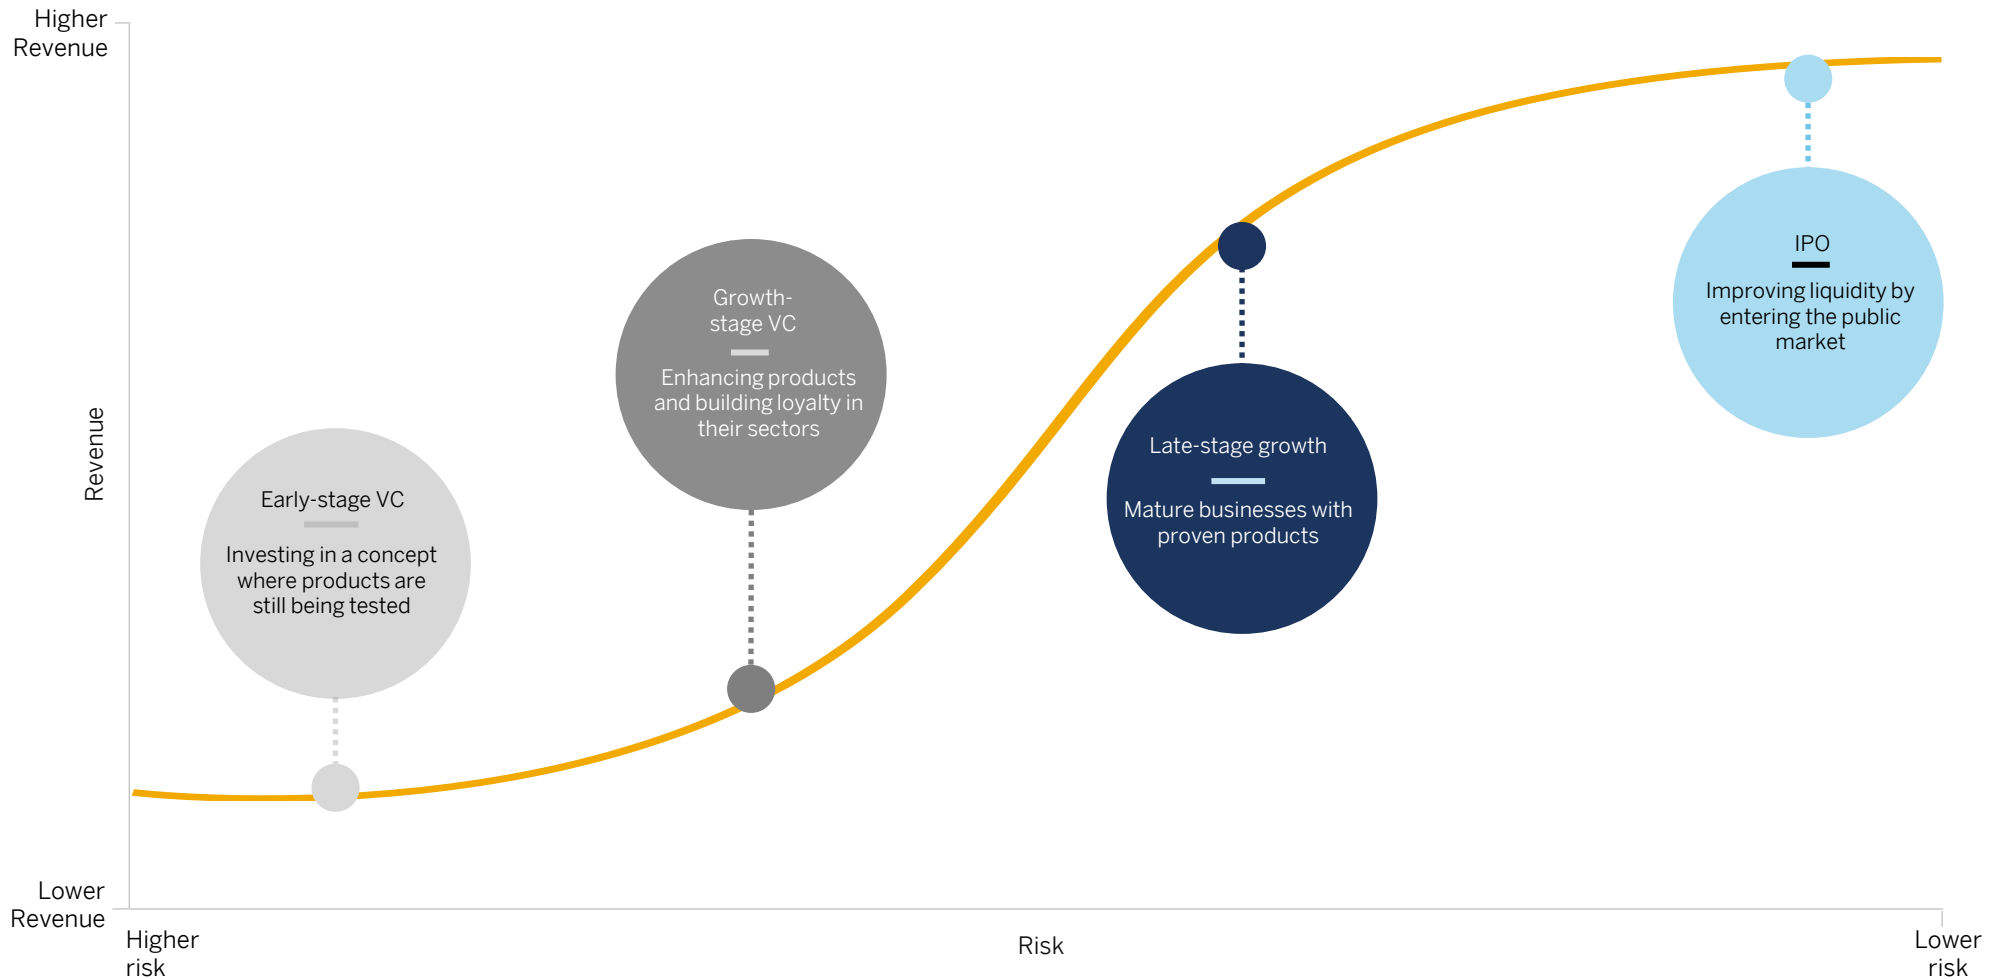 Higher
Revenue
Revenue
Lower
Revenue
Early-stage VC
Investing in a concept
where products are
still being tested
Growth-
stage VC
Enhancing products
and building loyalty in
their sectors
Late-stage growth
Mature businesses with
proven products
IPO
Improving liquidity by
entering the public
market
Higher
risk
Risk
Lower
risk